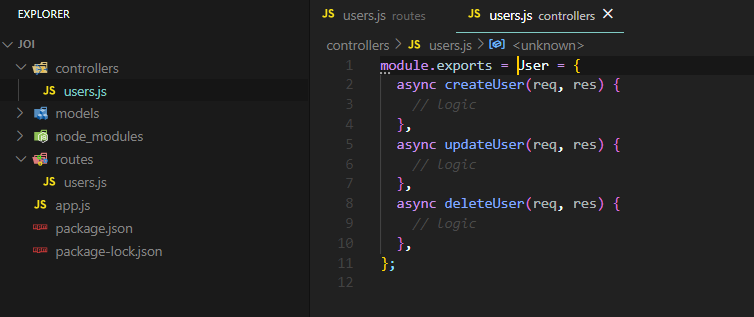 EXPLORER
JOI
controllers
JS users.js
models
node_modules
routes
JS users.js
JS app.js
package.json
package-lock.json
JS users.js routes
JS users.js controllers
controllers > JS users.js > <unknown>
1 module.exports = User = {
2 async createUser(req, res) {
3 // logic
4 },
5 async updateUser(req, res) {
6 // logic
7 },
8 async deleteUser(req, res) {
9 // logic
10 },
11 };
12